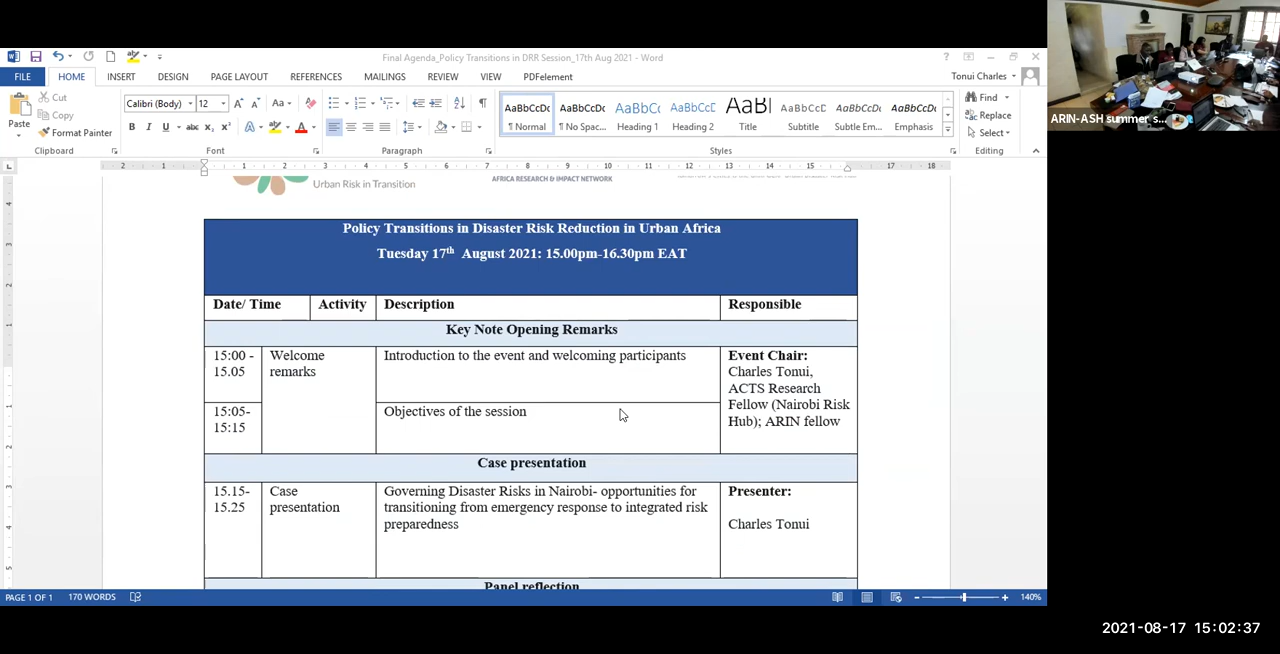 Final Agenda_Policy Transitions in DRR Session_17th Aug 2021 - Word
FILE
HOME
INSERT
DESIGN
PAGE LAYOUT
REFERENCES
MAILINGS
REVIEW
VIEW
PDFelement
Tonui Charles
Paste
Cut
Copy
Format Painter
Clipboard
Calibri (Body)
12
Font
Paragraph
AaBbCcDc
¶ Normal
AaBbCcDc
¶ No Spac...
AaBbC
Heading 1
AaBbCc
Heading 2
AaB
Title
AaBbCcD
Subtitle
AaBbCcDc
Subtle Em...
AaBbCcDc
Emphasis
Styles
Find
Replace
Select
Editing
ARIN-ASH summer s...
Urban Risk in Transition
AFRICA RESEARCH & IMPACT NETWORK
Policy Transitions in Disaster Risk Reduction in Urban Africa
Tuesday 17th August 2021: 15.00pm-16.30pm EAT
Date/ Time
Activity
Description
Responsible
Key Note Opening Remarks
15:00 -
15.05
Welcome
remarks
Introduction to the event and welcoming participants
Event Chair:
Charles Tonui,
ACTS Research
Fellow (Nairobi Risk
Hub); ARIN fellow
15:05-
15:15
Objectives of the session
Case presentation
15.15-
15.25
Case
presentation
Governing Disaster Risks in Nairobi- opportunities for
transitioning from emergency response to integrated risk
preparedness
Presenter:
Charles Tonui
Panel reflection
PAGE 1 OF 1
170 WORDS
140%
2021-08-17 15:02:37